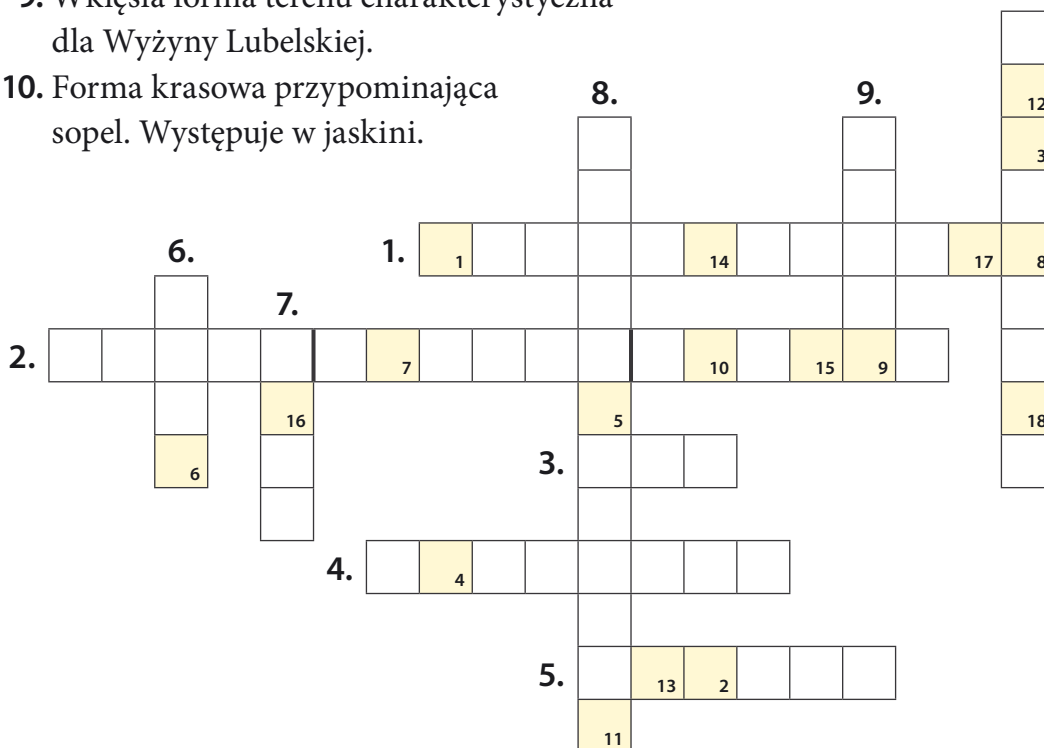 9. Wklęsła forma terenu charakterystyczna
dla Wyżyny Lubelskiej.
10. Forma krasowa przypominająca
sopel. Występuje w jaskini.
8. 9.
12
3
6. 1. 1 14 17 8
7.
2. 7 10 15 9
16 5 18
6 3.
4. 4
5. 13 2
11